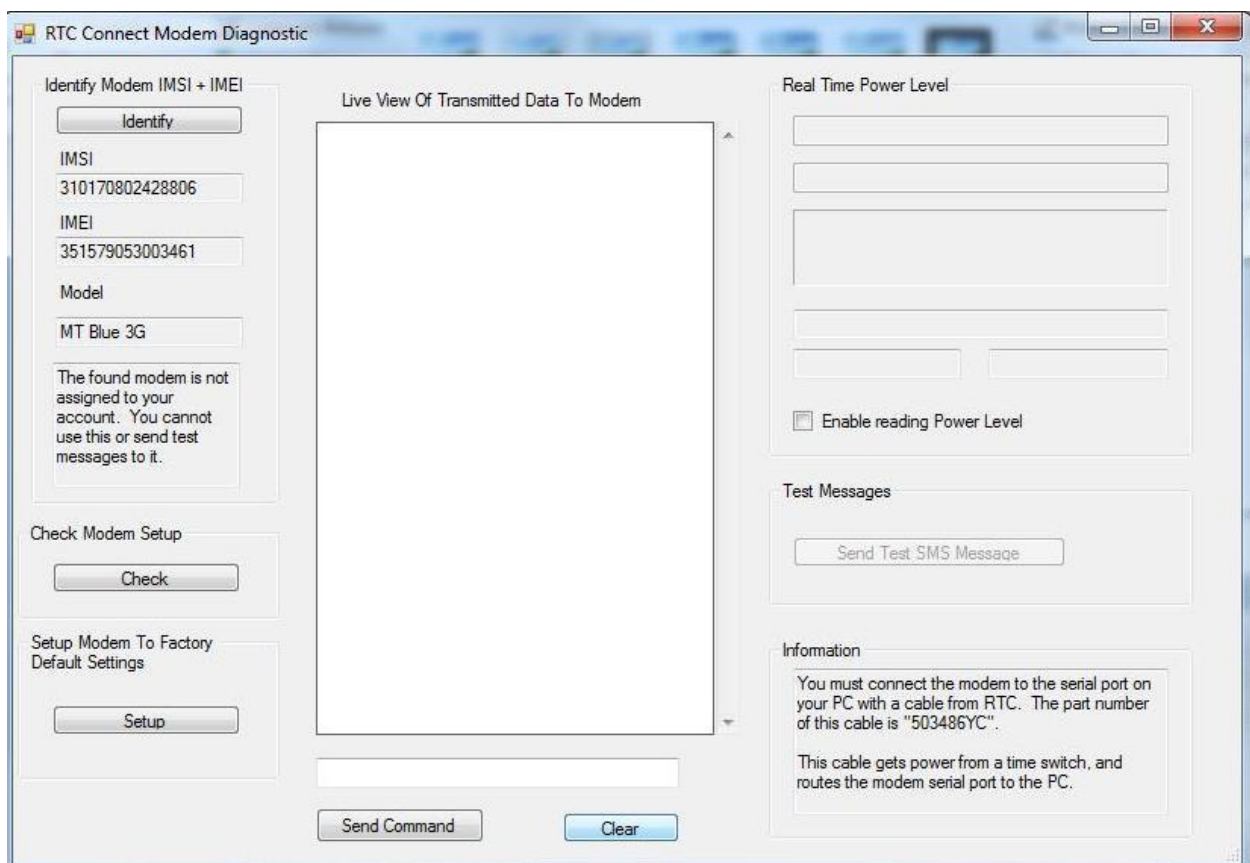 RTC Connect Modem Diagnostic
Identify Modem IMSI + IMEI
Identify
IMSI
310170802428806
IMEI
351579053003461
Model
MT Blue 3G
The found modem is not
assigned to your
account. You cannot
use this or send test
messages to it.
Check Modem Setup
Check
Setup Modem To Factory
Default Settings
Setup
Live View Of Transmitted Data To Modem
Send Command
Clear
Real Time Power Level
Enable reading Power Level
Test Messages
Send Test SMS Message
Information
You must connect the modem to the serial port on
your PC with a cable from RTC. The part number
of this cable is "503486YC".
This cable gets power from a time switch, and
routes the modem serial port to the PC.